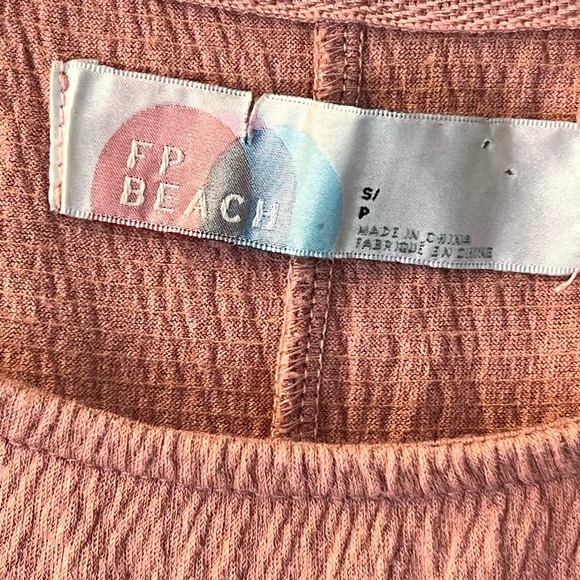 FP
BEACH
S/
P
MADE IN CHINA
FABRIQUÉ EN CHINE